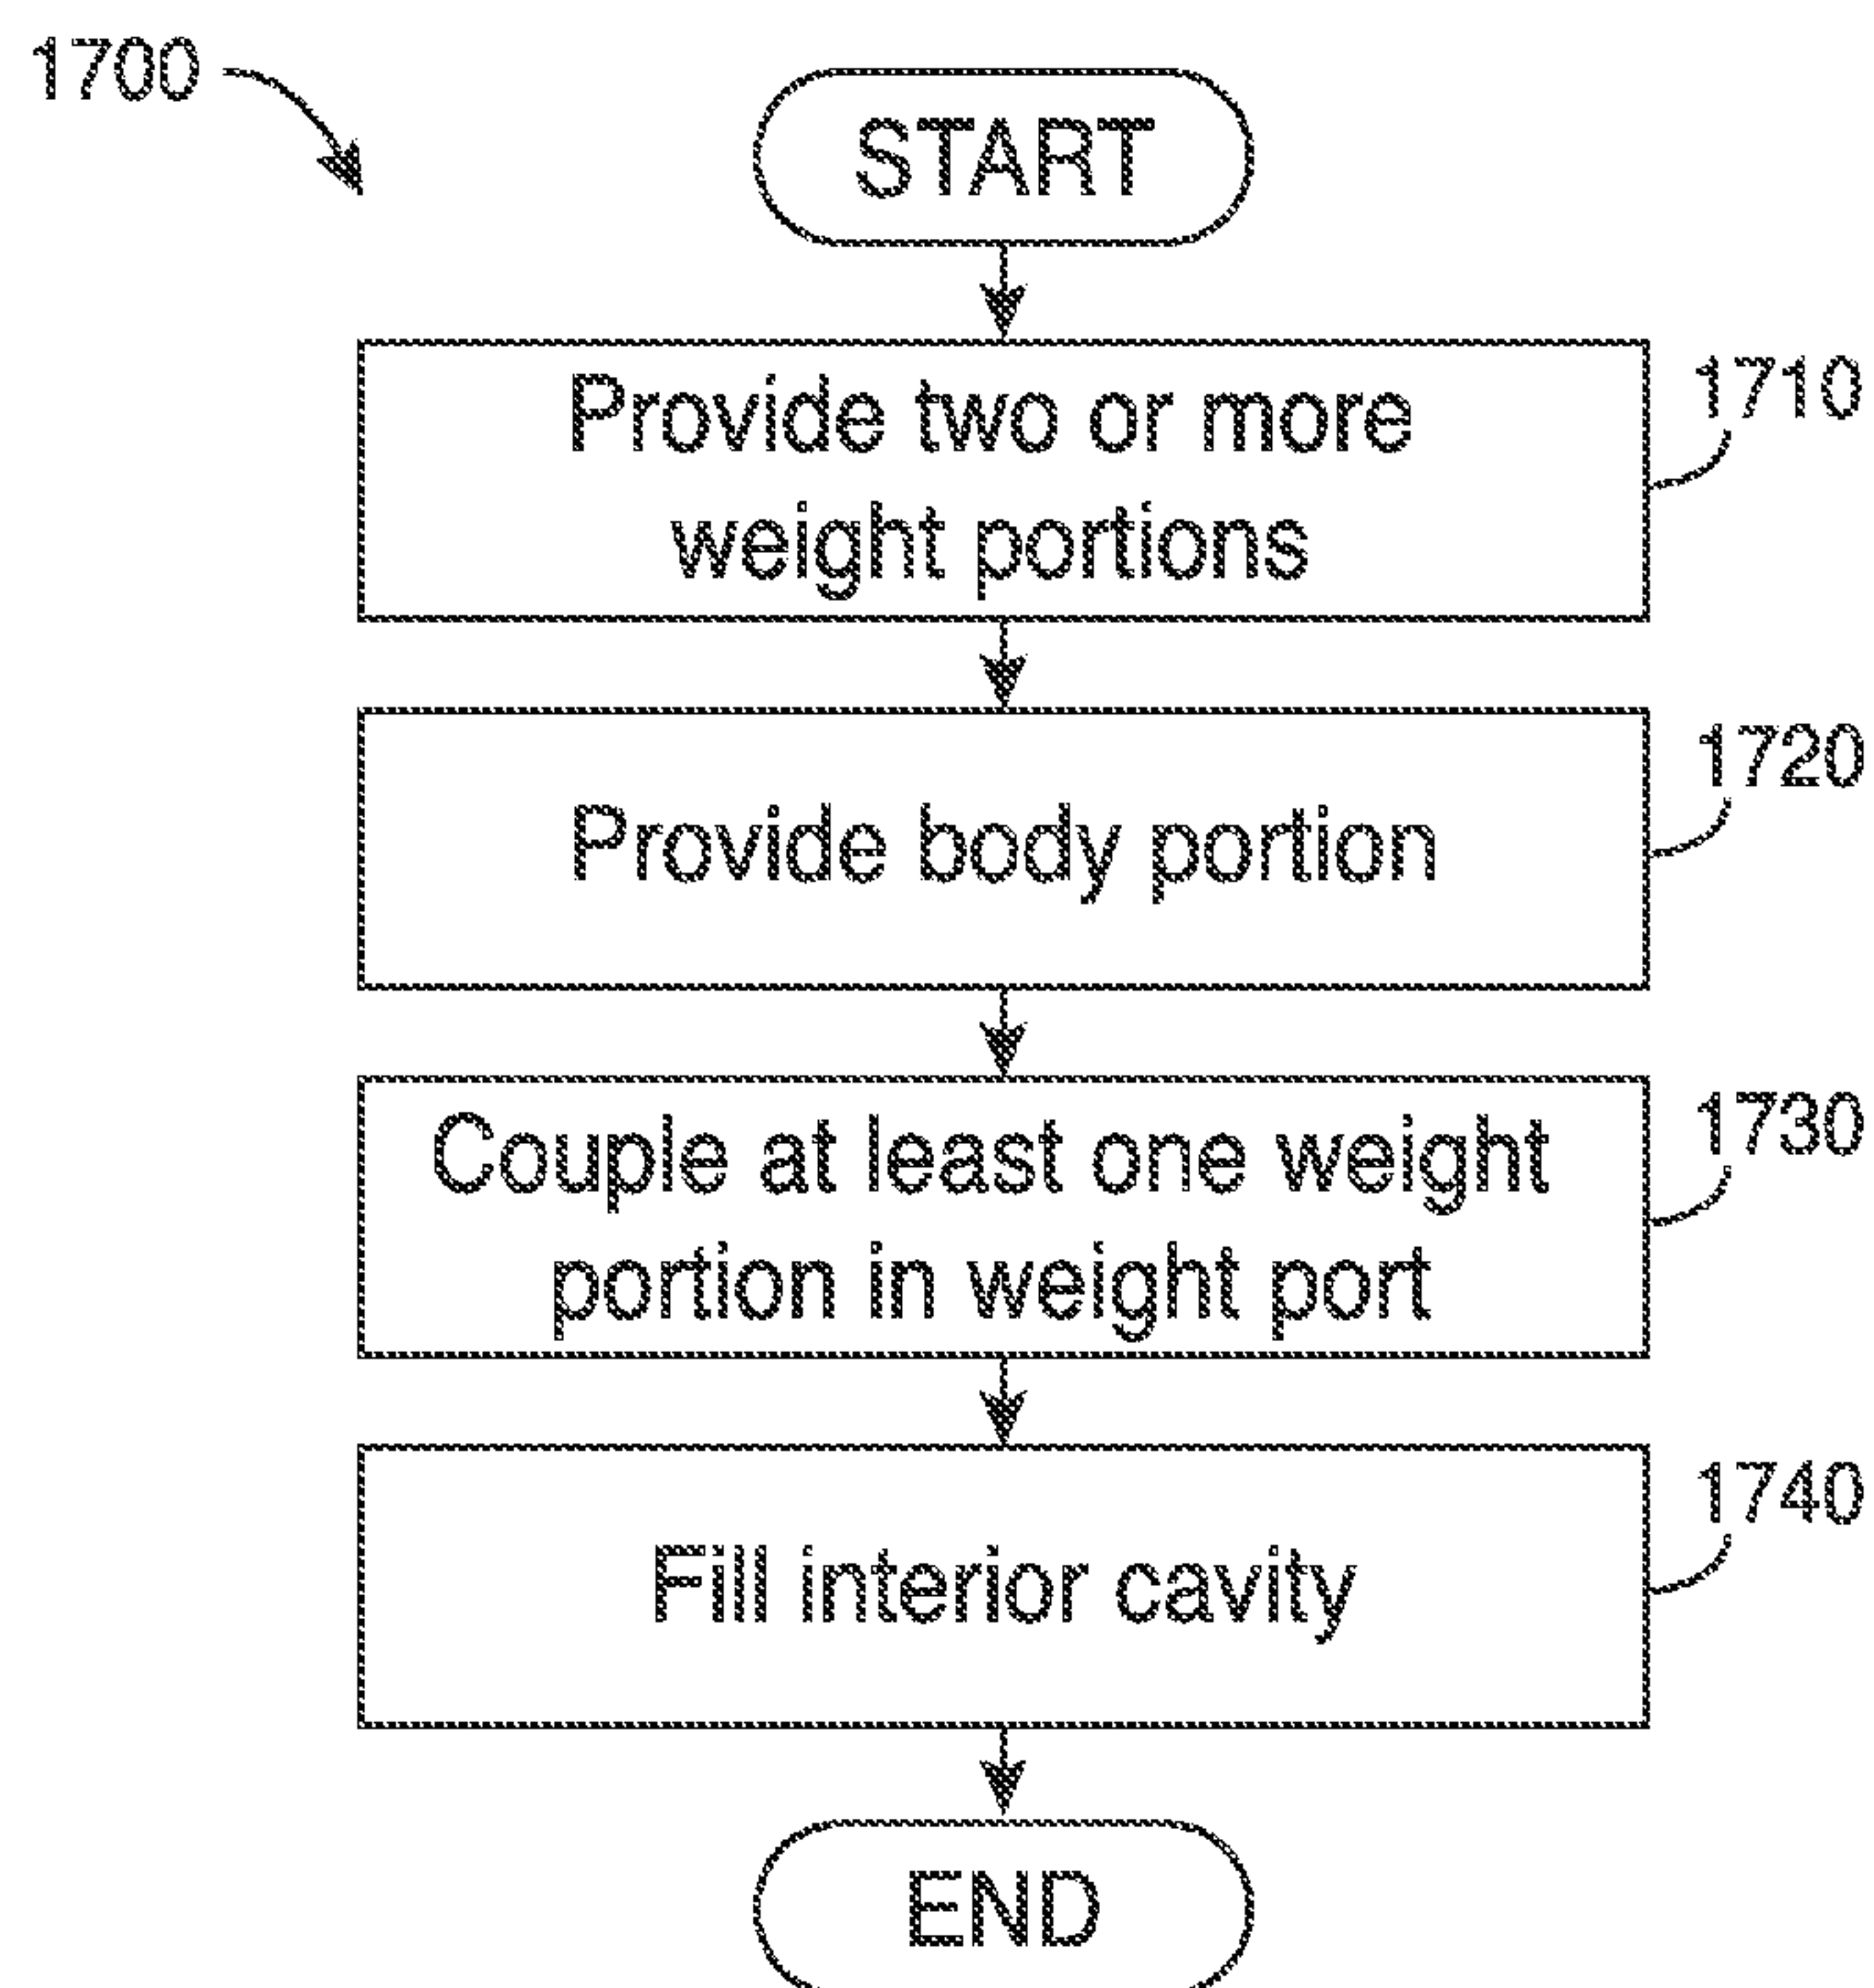 1700
START
Provide two or more
weight portions
1710
Provide body portion
1720
Couple at least one weight
portion in weight port
1730
Fill interior cavity
1740
END